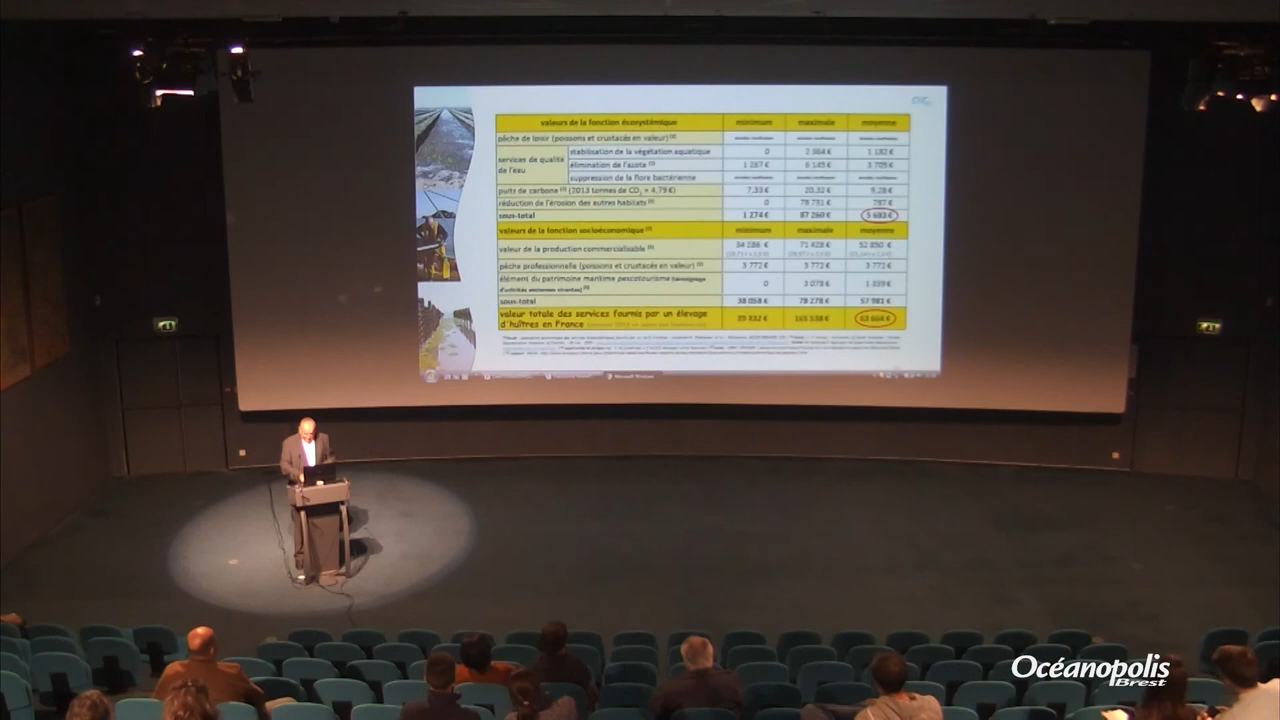 valeurs de la fonction écosystémique minimum maximale moyenne
pêche de loisir (poissons et crustacés en valeur)
services de qualité de l'eau
stabilisation de la végétation aquatique 0 2 364 € 1 182 €
élimination de l'azote 1 267 € 6 145 € 3 705 €
suppression de la flore bactérienne
puits de carbone (2013 tonnes de CO₂ = 4,79 €) 7,33 € 20,32 € 9,28 €
réduction de l'érosion des autres habitats 0 78 731 € 787 €
sous-total 1 274 € 87 260 € 5 683 €
valeurs de la fonction socioéconomique minimum maximale moyenne
valeur de la production commercialisable 34 286 € 71 428 € 52 850 €
pêche professionnelle (poissons et crustacés en valeur) 3 772 € 3 772 € 3 772 €
élément du patrimoine maritime pescatourisme (témoignage d'activités anciennes vivantes) 0 3 078 € 1 359 €
sous-total 38 058 € 78 278 € 57 981 €
valeur totale des services fournis par un élevage d'huîtres en France 39 332 € 165 538 € 63 664 €
Océanopolis
Brest